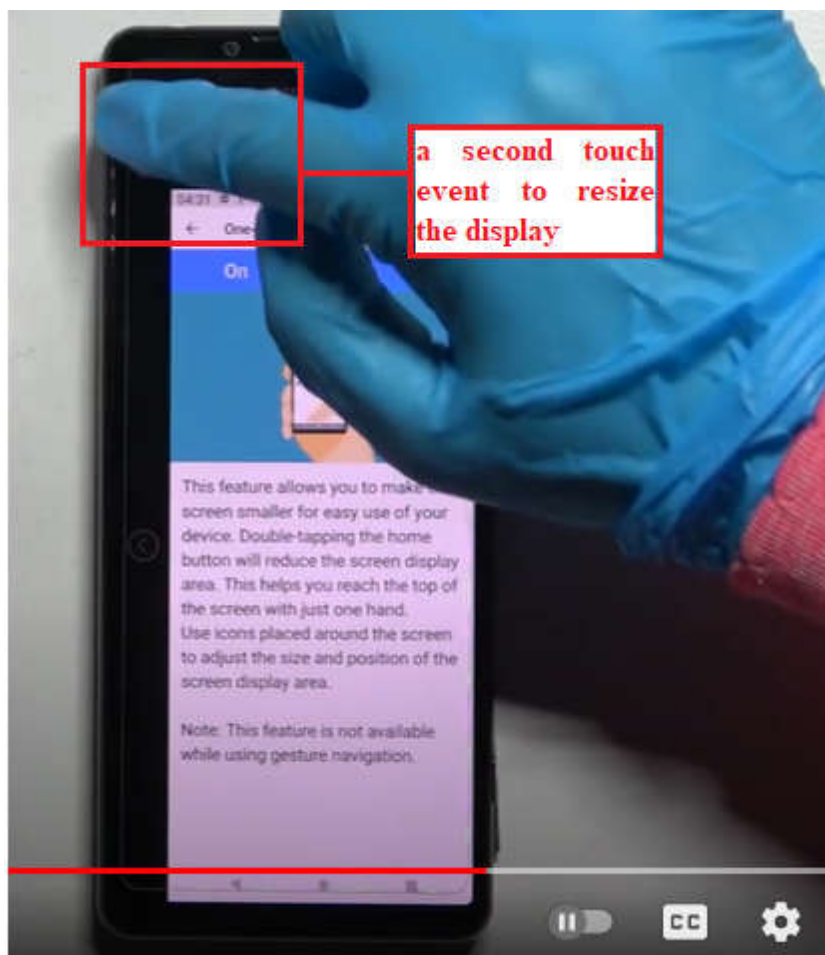 a second touch
event to resize
the display
04:31
One-
On
This feature allows you to make
screen smaller for easy use of your
device. Double-tapping the home
button will reduce the screen display
area. This helps you reach the top of
the screen with just one hand.
Use icons placed around the screen
to adjust the size and position of the
screen display area.
Note: This feature is not available
while using gesture navigation.
CC